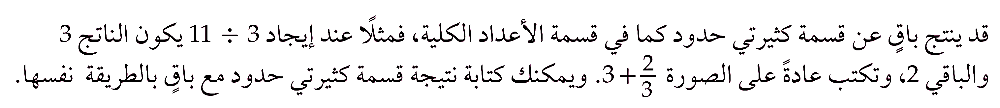 قد ينتج باقٍ عن قسمة كثيرتي حدود كما في قسمة الأعداد الكلية، فمثلًا عند إيجاد 3 ÷ 11 يكون الناتج 3
والباقي 2، وتكتب عادةً على الصورة $3+\frac{2}{3}$. ويمكنك كتابة نتيجة قسمة كثيرتي حدود مع باقٍ بالطريقة نفسها.